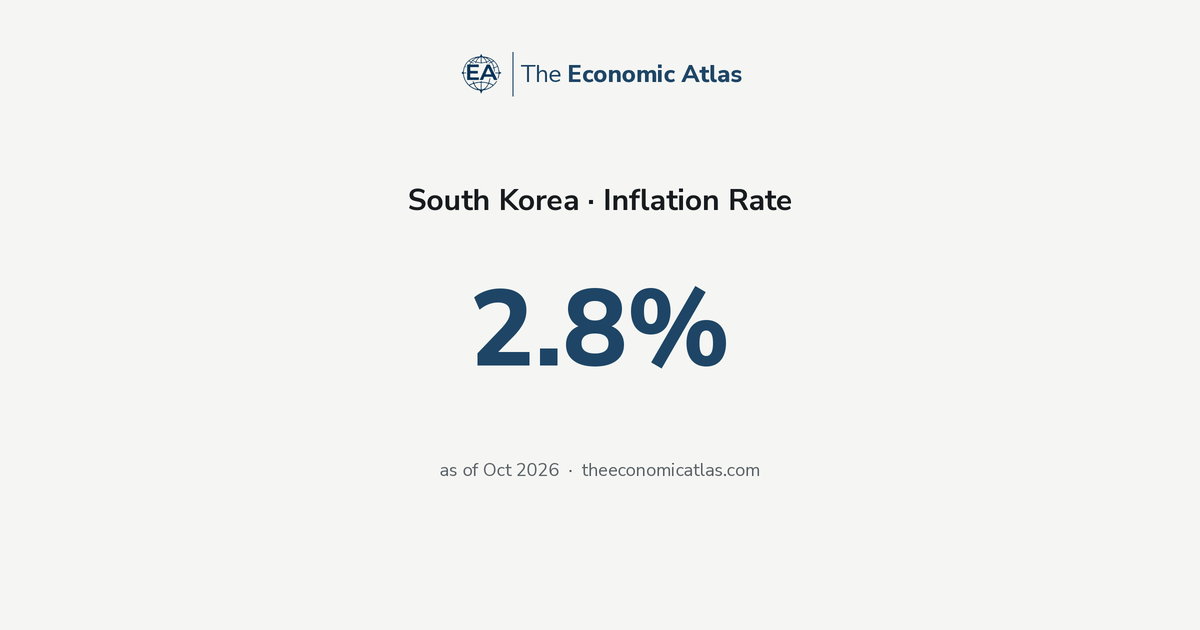 EA The Economic Atlas
South Korea · Inflation Rate
2.8%
as of Oct 2026 · theeconomicatlas.com